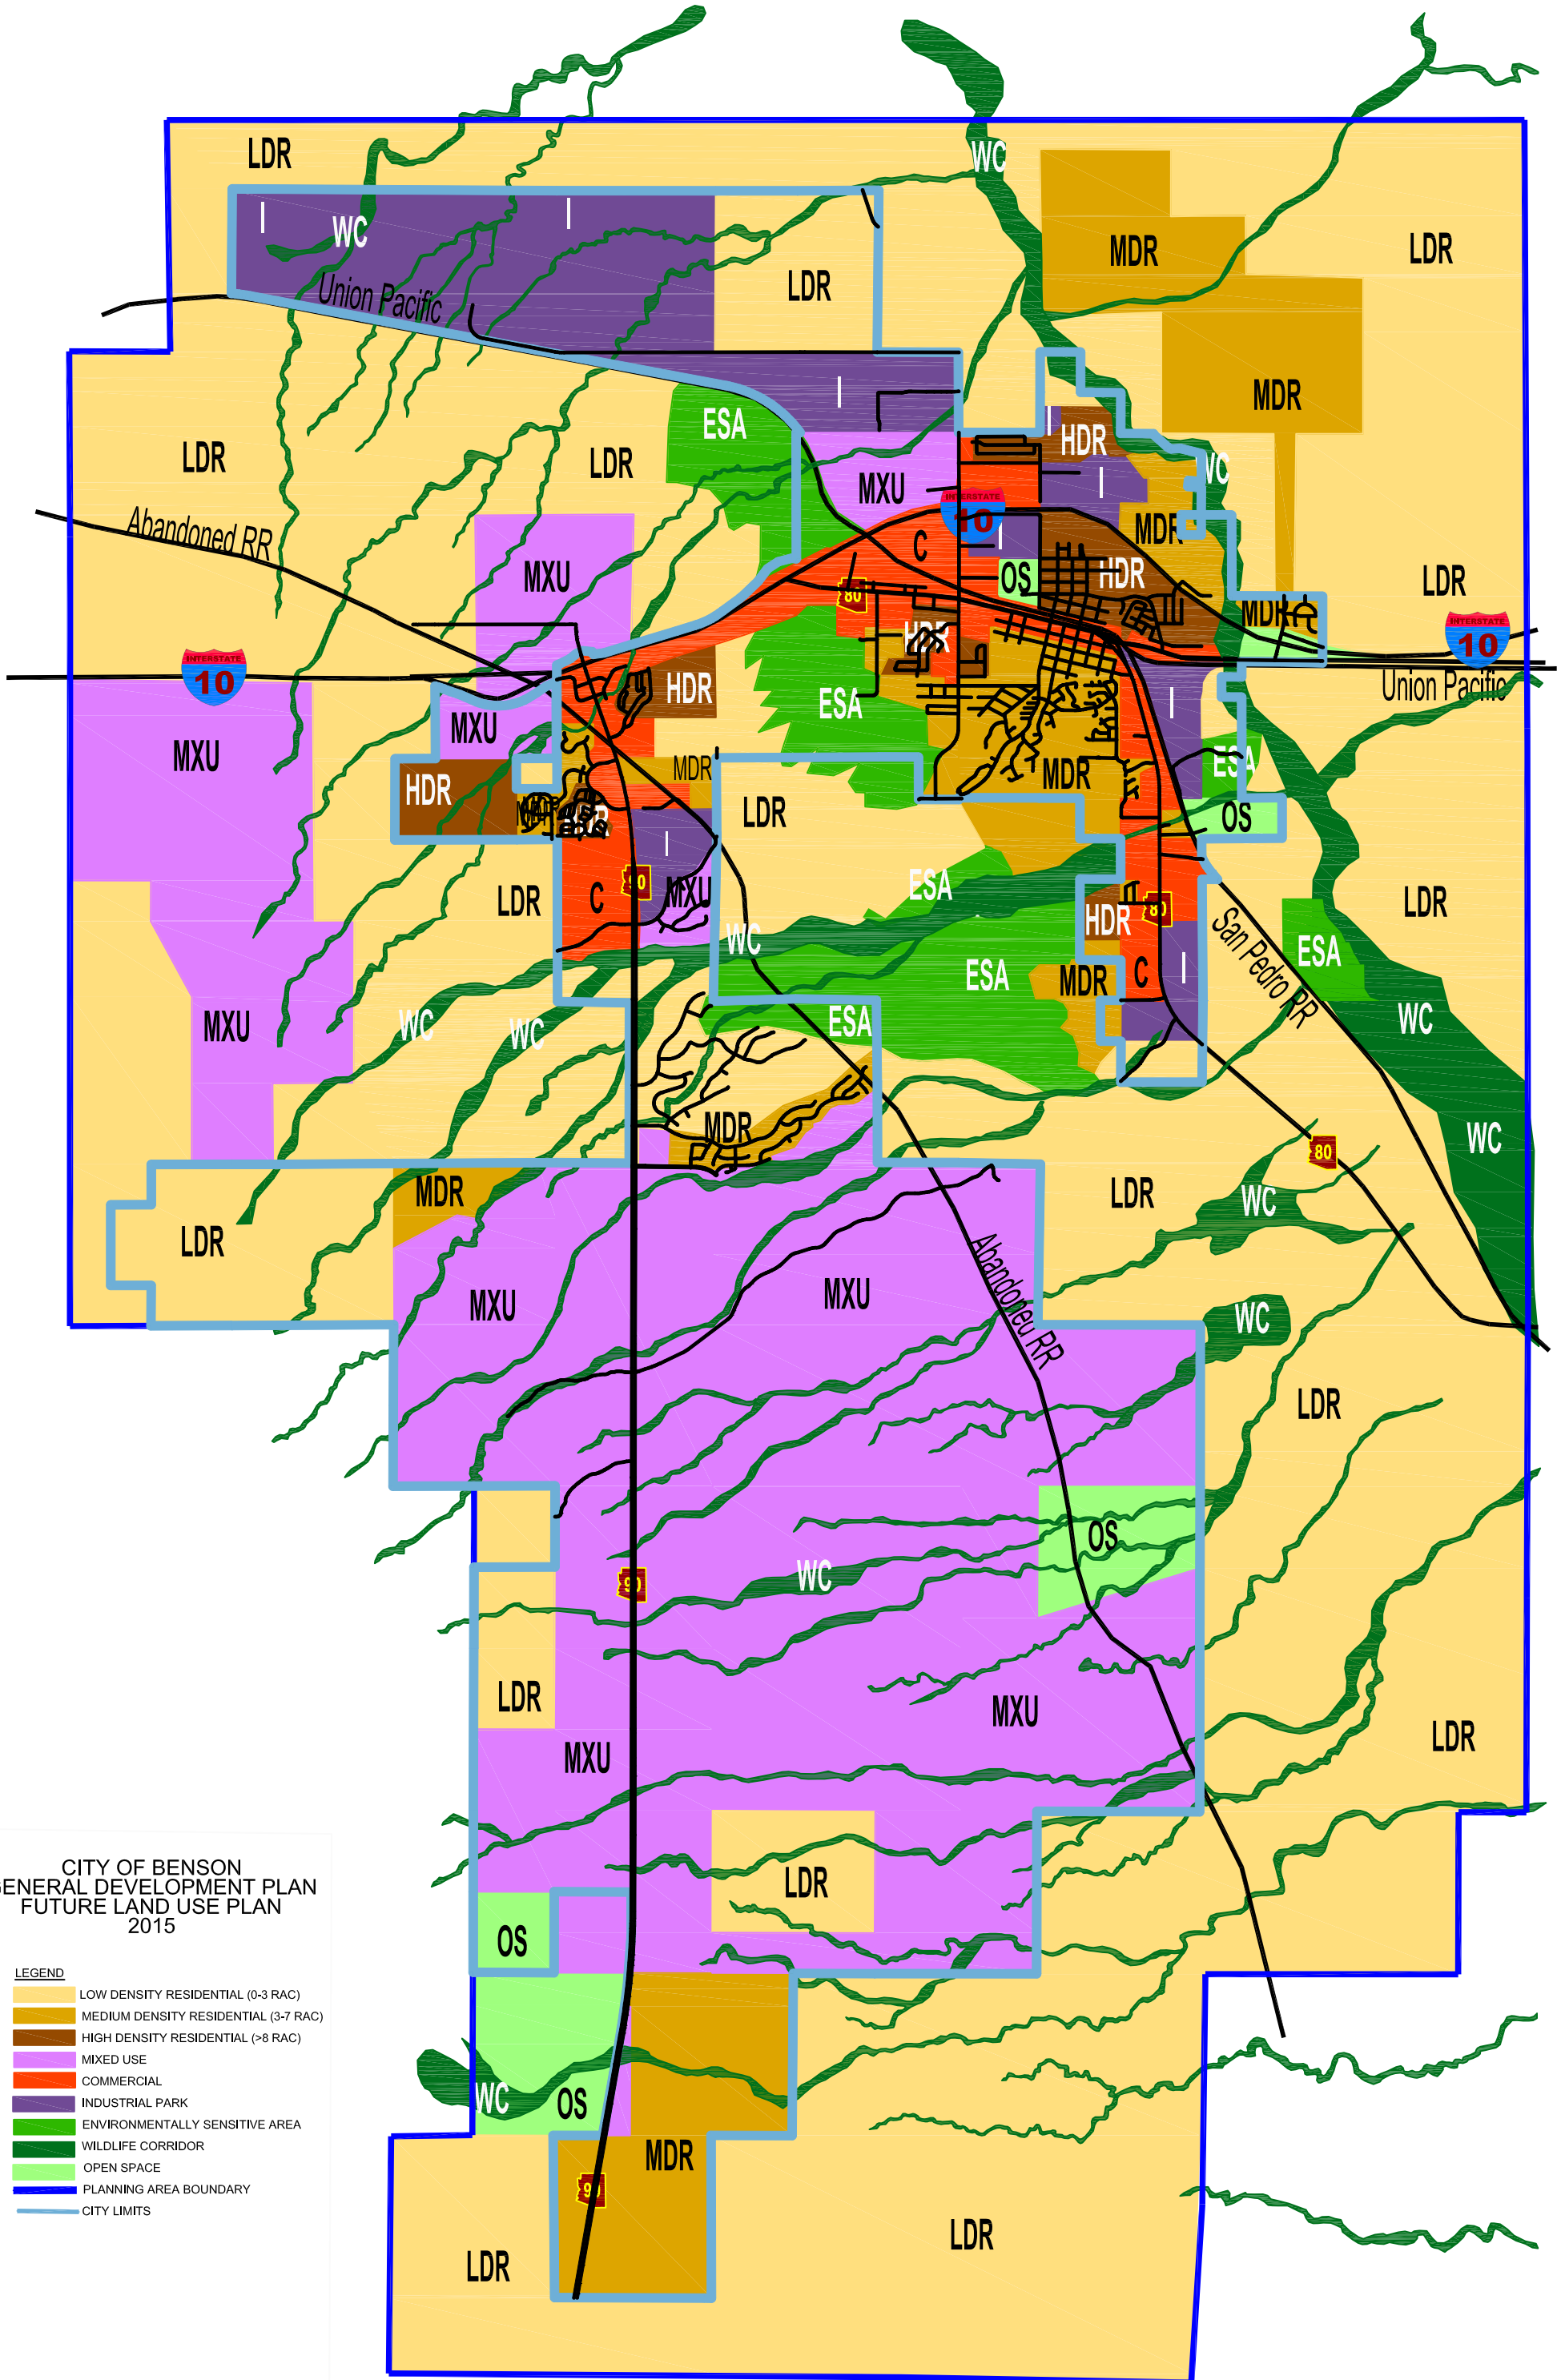 LDR
WC
I
I
WC
MDR
LDR
LDR
Union Pacific
MDR
I
ESA
I
HDR
LDR
LDR
WC
MXU
I
INTERSTATE
10
Abandoned RR
I
MDR
C
MXU
OS
HDR
LDR
80
MDR
HDR
INTERSTATE
10
INTERSTATE
10
HDR
Union Pacific
ESA
I
MXU
MXU
ESA
MDR
MDR
HDR
LDR
OS
I
90
MXU
ESA
LDR
C
LDR
80
HDR
WC
San Pedro RR
ESA
ESA
MDR
C
I
WC
MXU
WC
WC
ESA
MDR
WC
80
MDR
LDR
WC
LDR
MXU
MXU
Abandoned RR
WC
LDR
OS
WC
90
LDR
MXU
LDR
MXU
CITY OF BENSON
GENERAL DEVELOPMENT PLAN
FUTURE LAND USE PLAN
2015
LDR
OS
LEGEND
LOW DENSITY RESIDENTIAL (0-3 RAC)
MEDIUM DENSITY RESIDENTIAL (3-7 RAC)
HIGH DENSITY RESIDENTIAL (>8 RAC)
MIXED USE
COMMERCIAL
INDUSTRIAL PARK
ENVIRONMENTALLY SENSITIVE AREA
WILDLIFE CORRIDOR
OPEN SPACE
PLANNING AREA BOUNDARY
CITY LIMITS
WC
OS
MDR
90
LDR
LDR